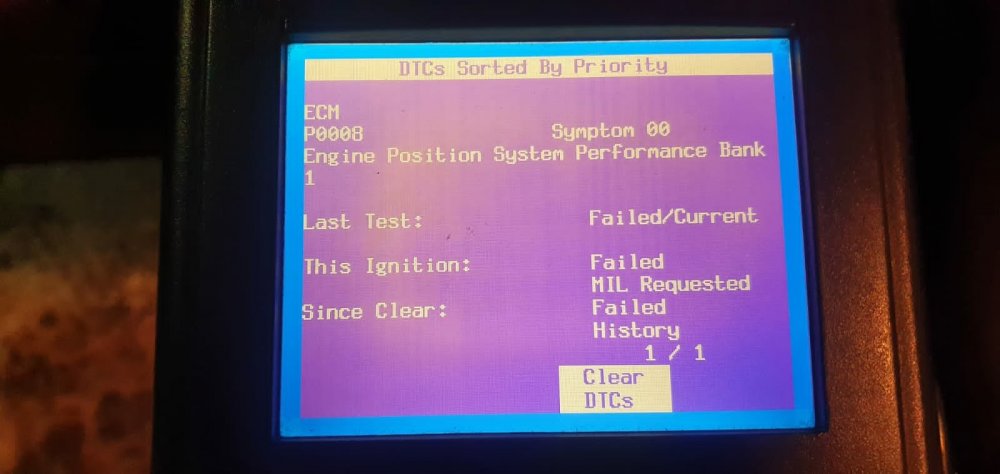 DTCs Sorted By Priority
ECM
P0008 Symptom 00
Engine Position System Performance Bank
1
Last Test: Failed/Current
This Ignition: Failed
MIL Requested
Since Clear: Failed
History
1 / 1
Clear
DTCs